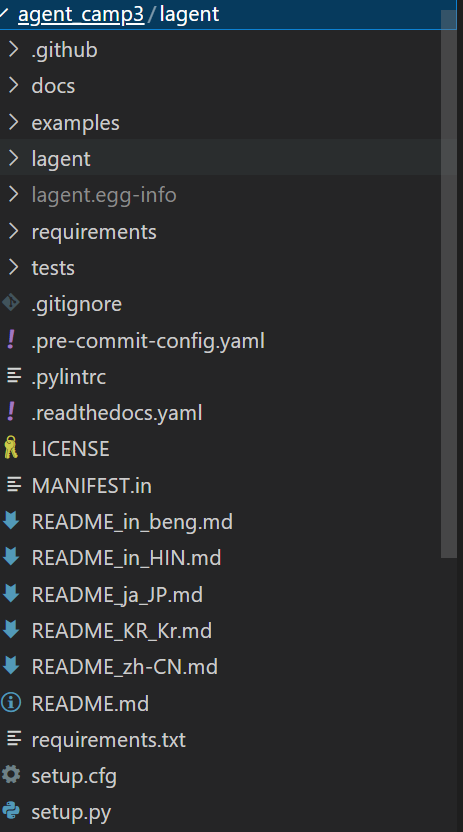 agent_camp3/lagent
.github
docs
examples
lagent
lagent.egg-info
requirements
tests
.gitignore
.pre-commit-config.yaml
.pylintrc
.readthedocs.yaml
LICENSE
MANIFEST.in
README_in_beng.md
README_in_HIN.md
README_ja_JP.md
README_KR_Kr.md
README_zh-CN.md
README.md
requirements.txt
setup.cfg
setup.py